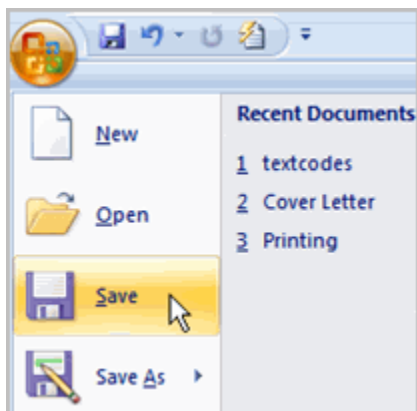 New
Open
Save
Save As
Recent Documents
1 textcodes
2 Cover Letter
3 Printing